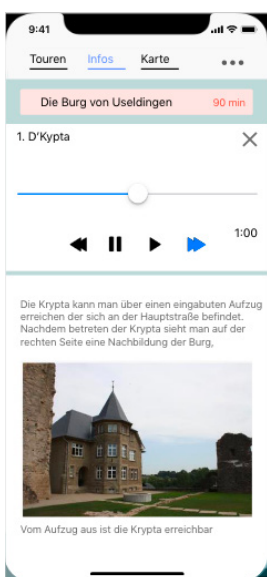 9:41
Touren Infos Karte
Die Burg von Useldingen 90 min
1. D'Kypta
1:00
Die Krypta kann man über einen eingabuten Aufzug
erreichen der sich an der Hauptstraße befindet.
Nachdem betreten der Krypta sieht man auf der
rechten Seite eine Nachbildung der Burg,
Vom Aufzug aus ist die Krypta erreichbar